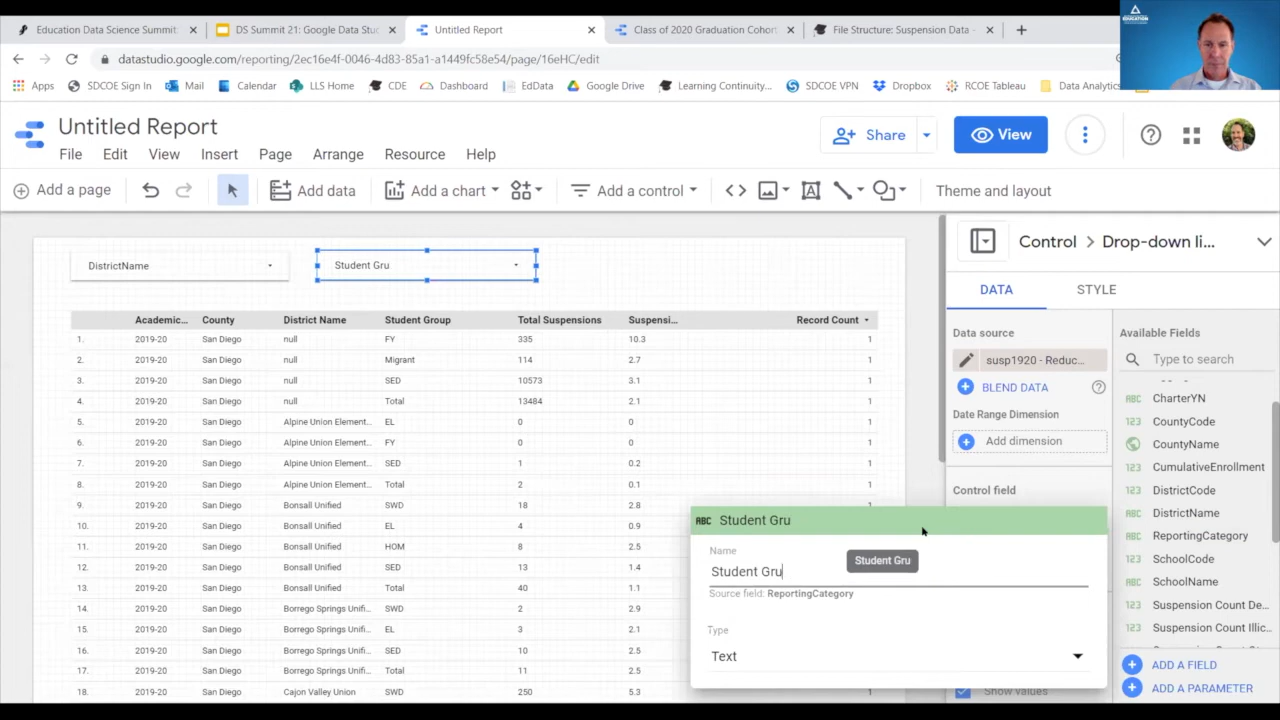 Education Data Science Summit
DS Summit 21: Google Data Stu
Untitled Report
Class of 2020 Graduation Cohort
File Structure: Suspension Data -
EDUCATION
datastudio.google.com/reporting/2ec16e4f-0046-4d83-85a1-a1449fc58e54/page/16eHC/edit
Apps SDCOE Sign In Mail Calendar LLS Home CDE Dashboard EdData Google Drive Learning Continuity... SDCOE VPN Dropbox RCOE Tableau Data Analytics
Untitled Report
Share
View
File Edit View Insert Page Arrange Resource Help
Add a page
Add data
Add a chart
Add a control
Theme and layout
DistrictName
Student Gru
Academic... County District Name Student Group Total Suspensions Suspensi... Record Count
1. 2019-20 San Diego null FY 335 10.3 1
2. 2019-20 San Diego null Migrant 114 2.7 1
3. 2019-20 San Diego null SED 10573 3.1 1
4. 2019-20 San Diego null Total 13484 2.1 1
5. 2019-20 San Diego Alpine Union Element... EL 0 0 1
6. 2019-20 San Diego Alpine Union Element... FY 0 0 1
7. 2019-20 San Diego Alpine Union Element... SED 1 0.2 1
8. 2019-20 San Diego Alpine Union Element... Total 2 0.1 1
9. 2019-20 San Diego Bonsall Unified SWD 18 2.8 1
10. 2019-20 San Diego Bonsall Unified EL 4 0.9
11. 2019-20 San Diego Bonsall Unified HOM 8 2.5
12. 2019-20 San Diego Bonsall Unified SED 13 1.4
13. 2019-20 San Diego Bonsall Unified Total 40 1.1
14. 2019-20 San Diego Borrego Springs Unifi... SWD 2 2.9
15. 2019-20 San Diego Borrego Springs Unifi... EL 3 2.1
16. 2019-20 San Diego Borrego Springs Unifi... SED 10 2.5
17. 2019-20 San Diego Borrego Springs Unifi... Total 11 2.5
18. 2019-20 San Diego Cajon Valley Union SWD 250 5.3 1
Control > Drop-down li...
DATA
STYLE
Data source
susp1920 - Reduc...
BLEND DATA
Date Range Dimension
Add dimension
Control field
ABC Student Gru
Name
Student Gru
Student Gru
Source field: ReportingCategory
Type
Text
Show values
Available Fields
Type to search
ABC CharterYN
123 CountyCode
CountyName
123 CumulativeEnrollment
123 DistrictCode
ABC DistrictName
ABC ReportingCategory
123 SchoolCode
ABC SchoolName
123 Suspension Count De...
123 Suspension Count Illic...
ADD A FIELD
ADD A PARAMETER